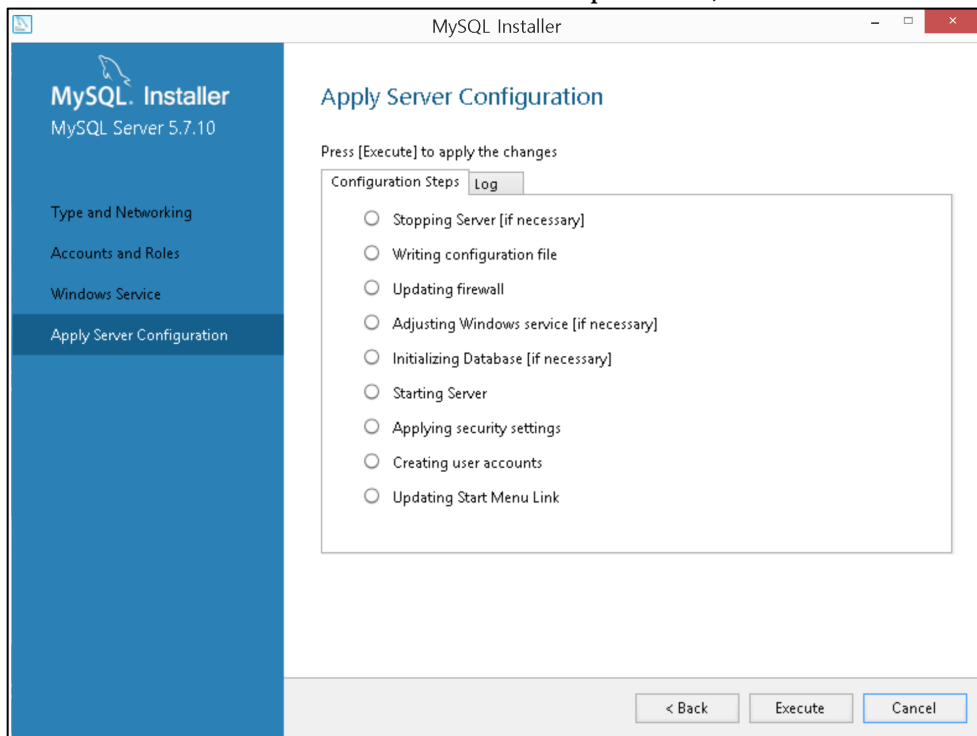 MySQL Installer
MySQL. Installer
MySQL Server 5.7.10
Type and Networking
Accounts and Roles
Windows Service
Apply Server Configuration
Apply Server Configuration
Press [Execute] to apply the changes
Configuration Steps Log
Stopping Server [if necessary]
Writing configuration file
Updating firewall
Adjusting Windows service [if necessary]
Initializing Database [if necessary]
Starting Server
Applying security settings
Creating user accounts
Updating Start Menu Link
< Back Execute Cancel